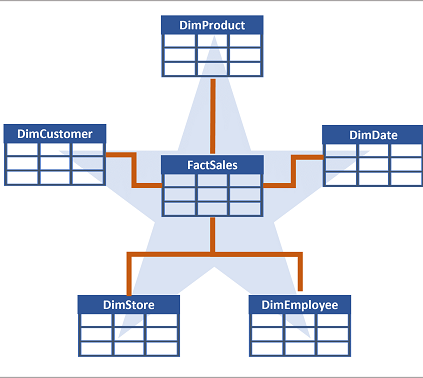 DimProduct
DimCustomer
DimDate
FactSales
DimStore
DimEmployee